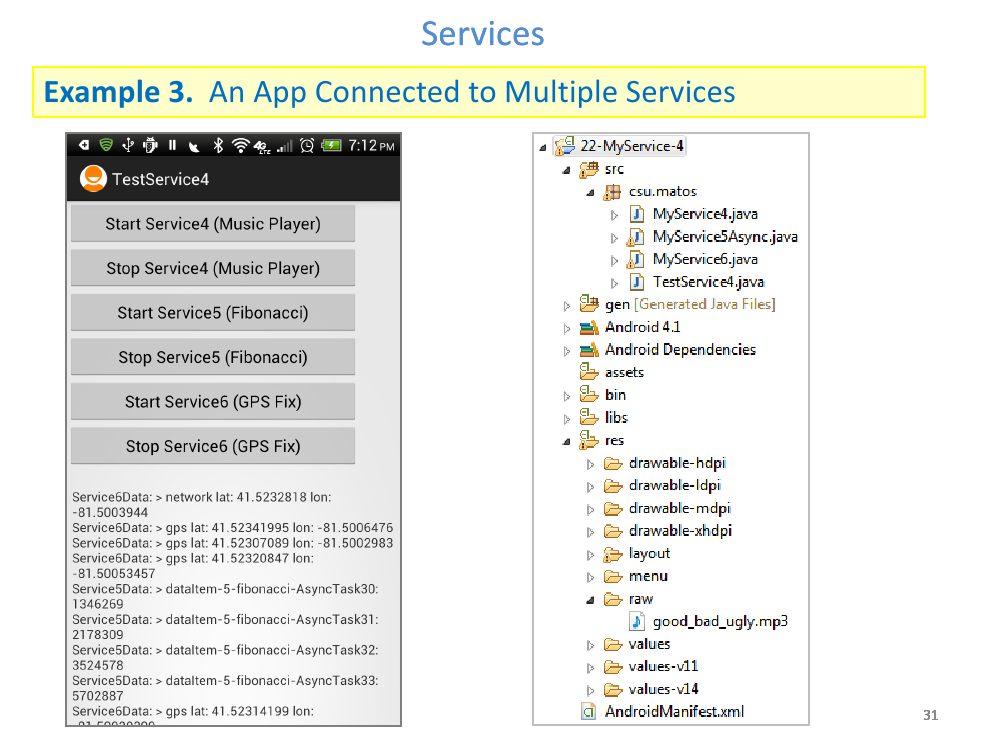 Services
Example 3. An App Connected to Multiple Services
4G LTE 7:12 PM
TestService4
Start Service4 (Music Player)
Stop Service4 (Music Player)
Start Service5 (Fibonacci)
Stop Service5 (Fibonacci)
Start Service6 (GPS Fix)
Stop Service6 (GPS Fix)
Service6Data: > network lat: 41.5232818 lon:
-81.5003944
Service6Data: > gps lat: 41.52341995 lon: -81.5006476
Service6Data: > gps lat: 41.52307089 lon: -81.5002983
Service6Data: > gps lat: 41.52320847 lon:
-81.50053457
Service5Data: > dataItem-5-fibonacci-AsyncTask30:
1346269
Service5Data: > dataItem-5-fibonacci-AsyncTask31:
2178309
Service5Data: > dataItem-5-fibonacci-AsyncTask32:
3524578
Service5Data: > dataItem-5-fibonacci-AsyncTask33:
5702887
Service6Data: > gps lat: 41.52314199 lon:
22-MyService-4
src
csu.matos
MyService4.java
MyService5Async.java
MyService6.java
TestService4.java
gen [Generated Java Files]
Android 4.1
Android Dependencies
assets
bin
libs
res
drawable-hdpi
drawable-ldpi
drawable-mdpi
drawable-xhdpi
layout
menu
raw
good_bad_ugly.mp3
values
values-v11
values-v14
AndroidManifest.xml
31